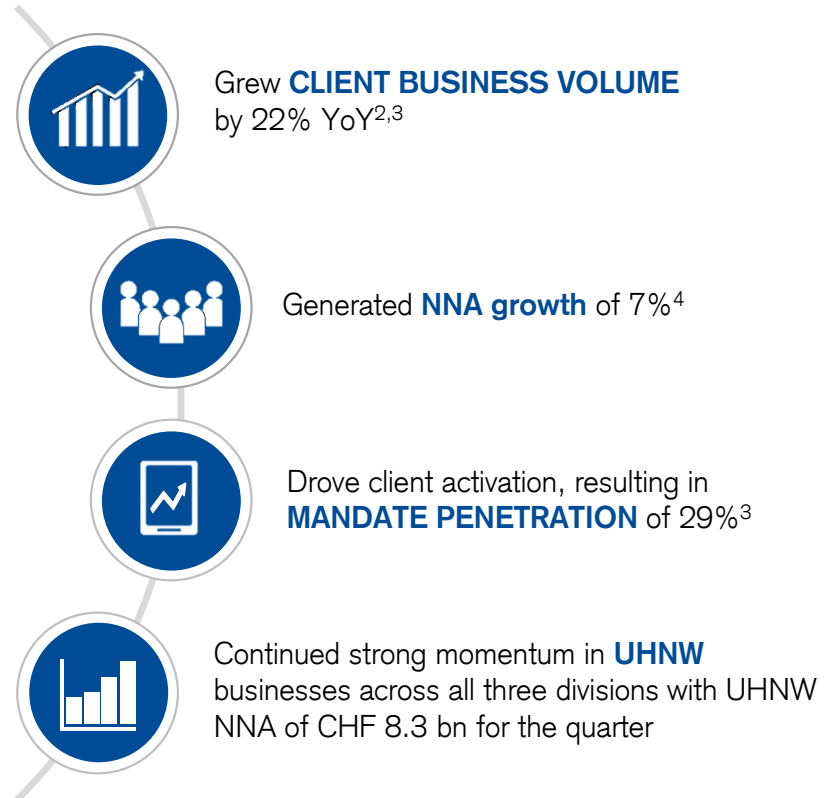 Grew CLIENT BUSINESS VOLUME
by 22% YoY2,3
Generated NNA growth of 7%4
Drove client activation, resulting in
MANDATE PENETRATION of 29%3
Continued strong momentum in UHNW
businesses across all three divisions with UHNW
NNA of CHF 8.3 bn for the quarter